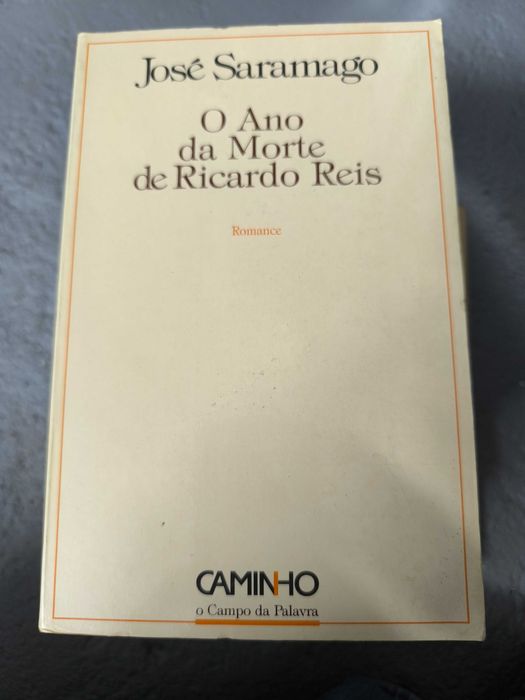 José Saramago
O Ano
da Morte
de Ricardo Reis
Romance
CAMINHO
o Campo da Palavra